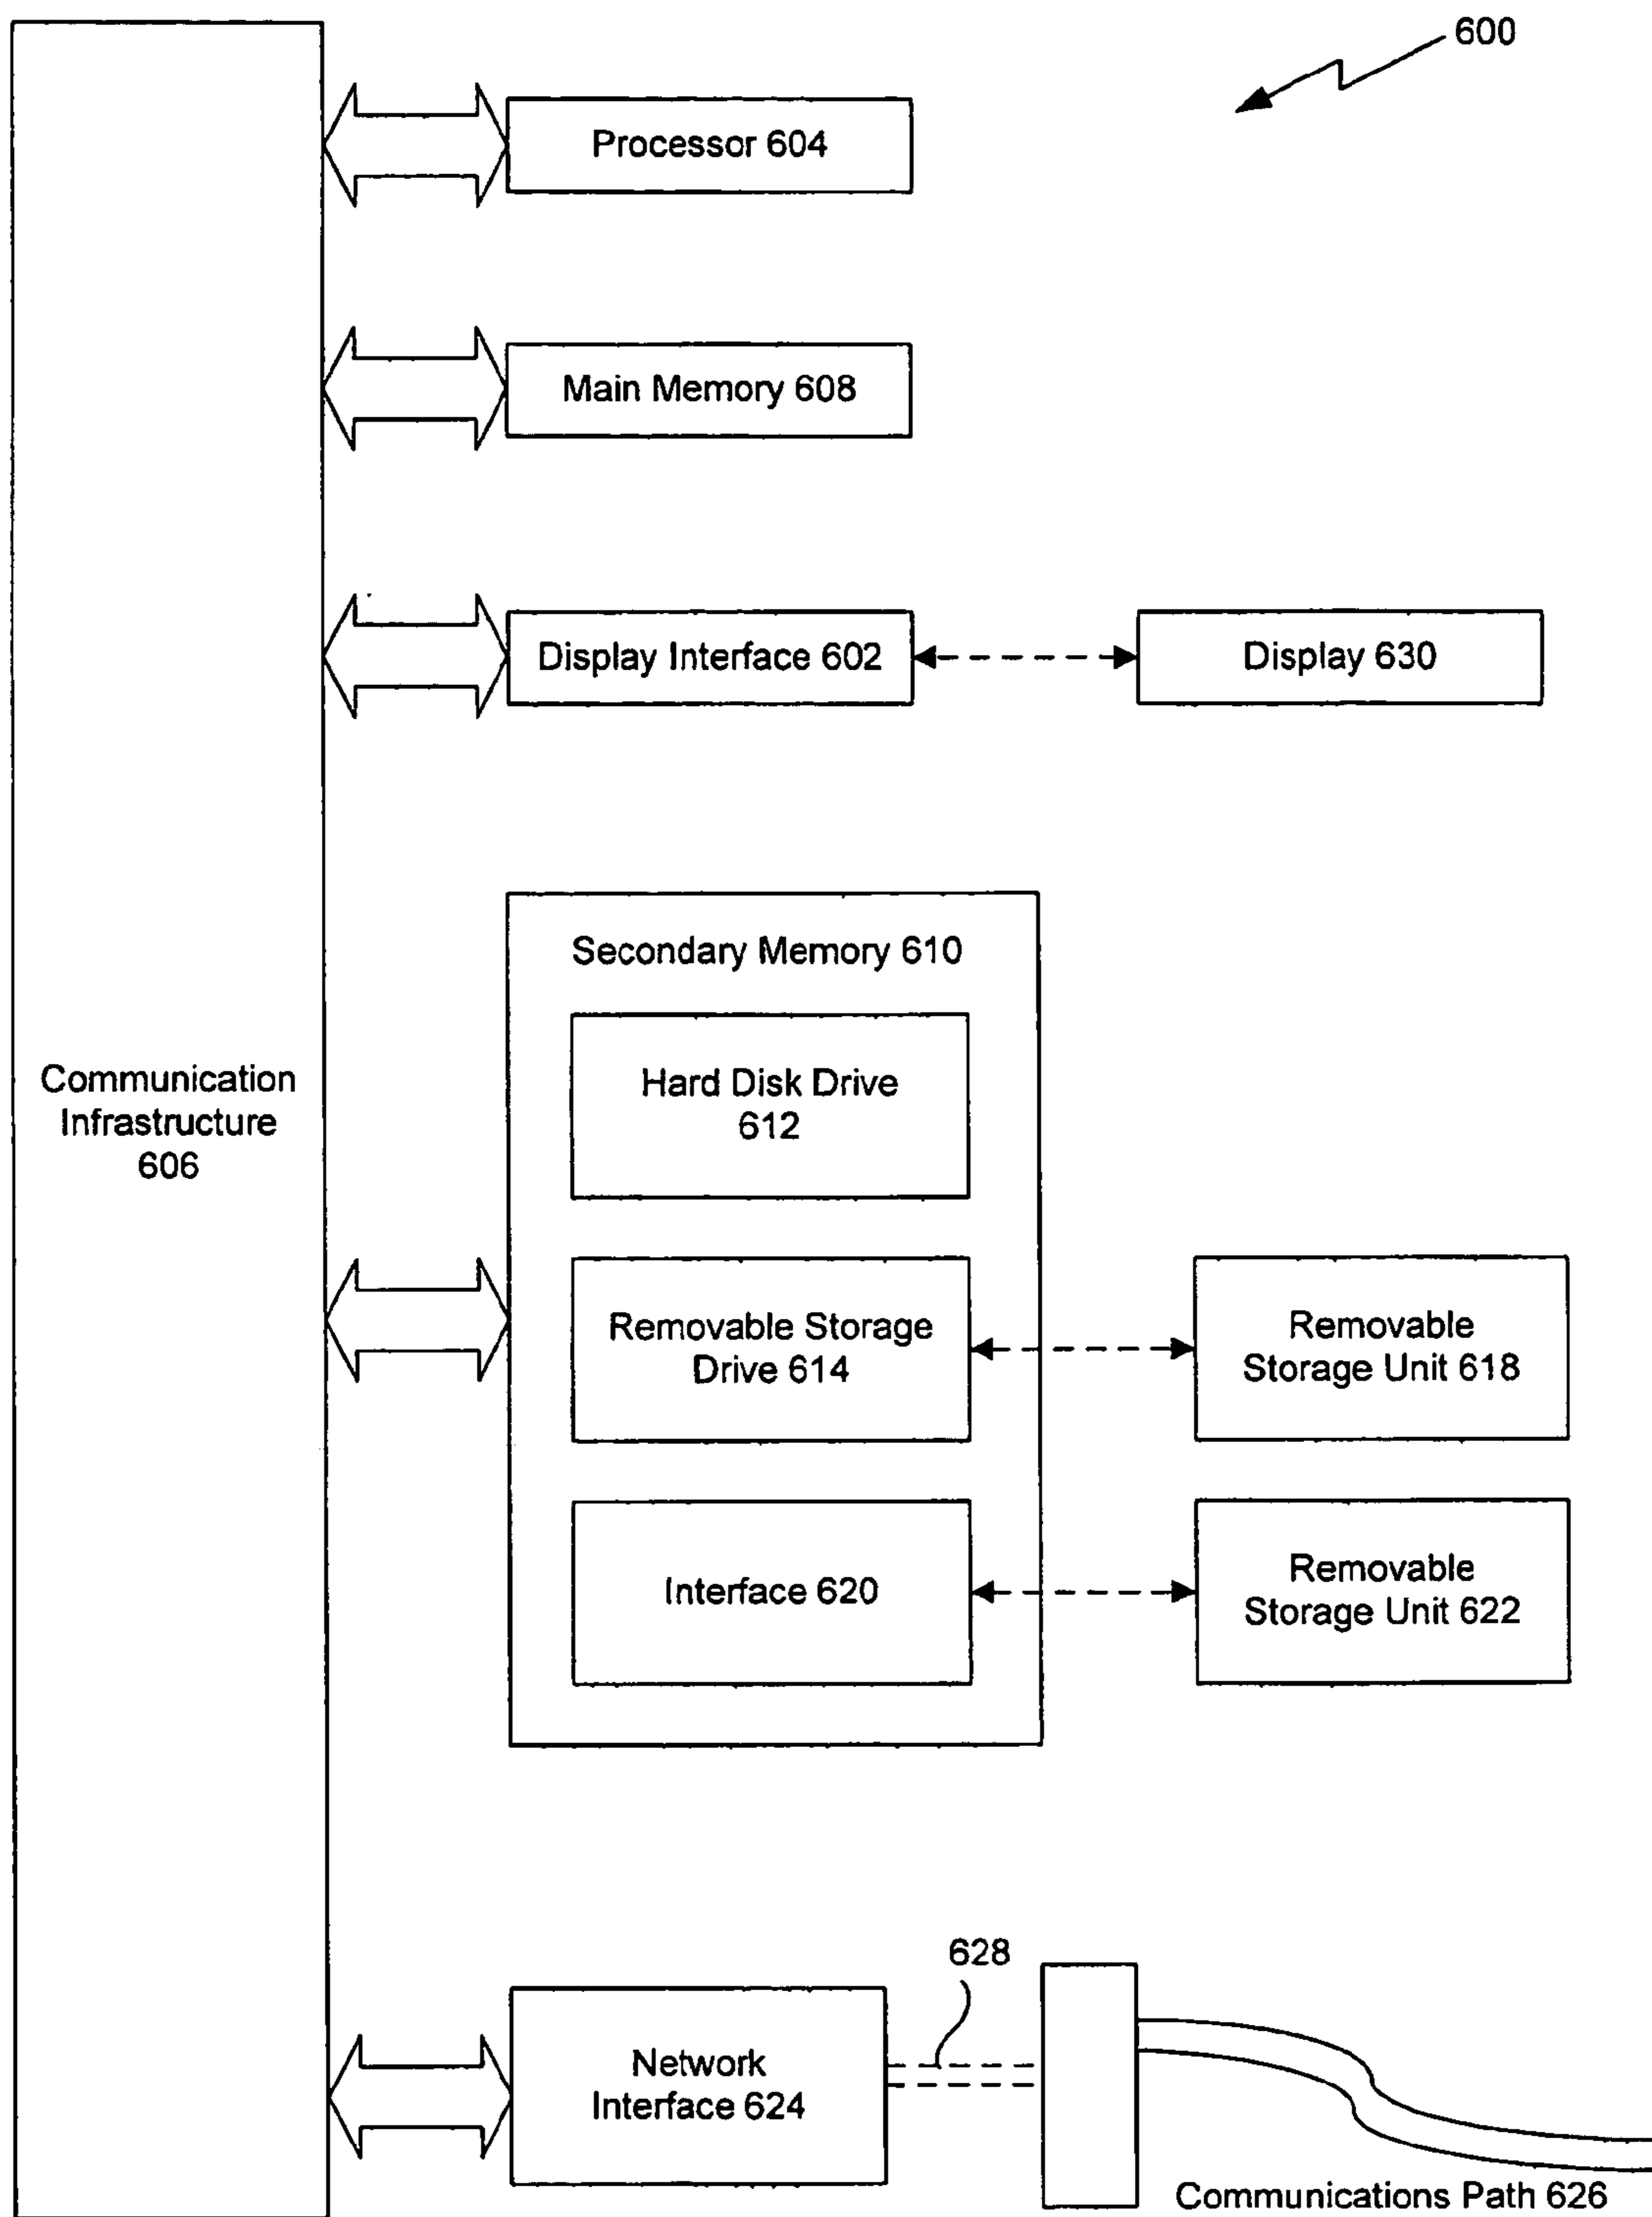 600
Processor 604
Main Memory 608
Display Interface 602
Display 630
Secondary Memory 610
Hard Disk Drive
612
Communication
Infrastructure
606
Removable Storage
Drive 614
Removable
Storage Unit 618
Interface 620
Removable
Storage Unit 622
628
Network
Interface 624
Communications Path 626